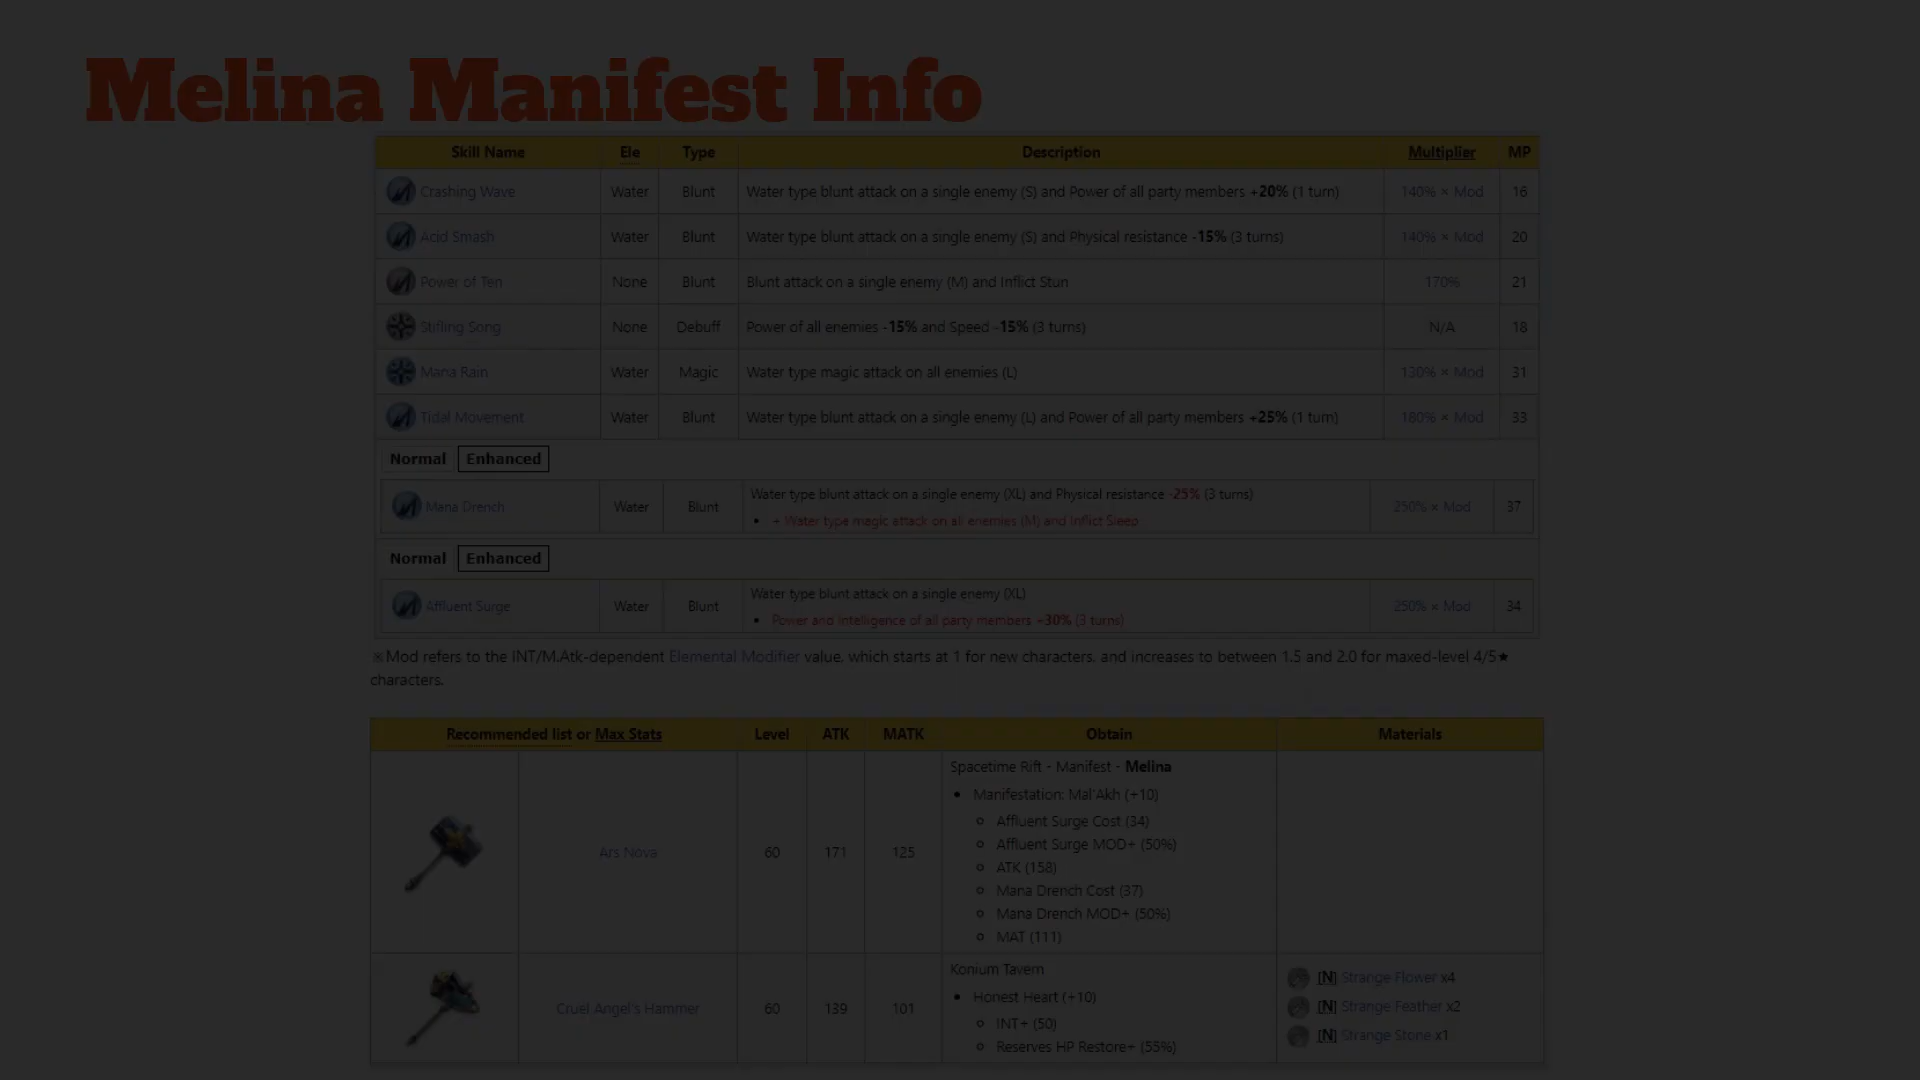 Melina Manifest Info
Skill Name Ele Type Description Multiplier MP
Crashing Wave Water Blunt Water type blunt attack on a single enemy (S) and Power of all party members +20% (1 turn) 140% × Mod 16
Acid Smash Water Blunt Water type blunt attack on a single enemy (S) and Physical resistance -15% (3 turns) 140% × Mod 20
Power of Ten None Blunt Blunt attack on a single enemy (M) and Inflict Stun 170% 21
Stifling Song None Debuff Power of all enemies -15% and Speed -15% (3 turns) N/A 18
Mana Rain Water Magic Water type magic attack on all enemies (L) 130% × Mod 31
Tidal Movement Water Blunt Water type blunt attack on a single enemy (L) and Power of all party members +25% (1 turn) 180% × Mod 33
Normal Enhanced
Mana Drench Water Blunt Water type blunt attack on a single enemy (XL) and Physical resistance -25% (3 turns) 250% × Mod 37
• + Water type magic attack on all enemies (M) and Inflict Sleep
Normal Enhanced
Affluent Surge Water Blunt Water type blunt attack on a single enemy (XL) 250% × Mod 34
• Power and Intelligence of all party members +30% (3 turns)
※Mod refers to the INT/M.Atk-dependent Elemental Modifier value, which starts at 1 for new characters, and increases to between 1.5 and 2.0 for maxed-level 4/5★
characters.
Recommended list or Max Stats Level ATK MATK Obtain Materials
Ars Nova 60 171 125 Spacetime Rift - Manifest - Melina
• Manifestation: Mal'Akh (+10)
Affluent Surge Cost (34)
Affluent Surge MOD+ (50%)
ATK (158)
Mana Drench Cost (37)
Mana Drench MOD+ (50%)
MAT (111)
Cruel Angel's Hammer 60 139 101 Konium Tavern
• Honest Heart (+10)
INT+ (50)
Reserves HP Restore+ (55%)
[N] Strange Flower x4
[N] Strange Feather x2
[N] Strange Stone x1